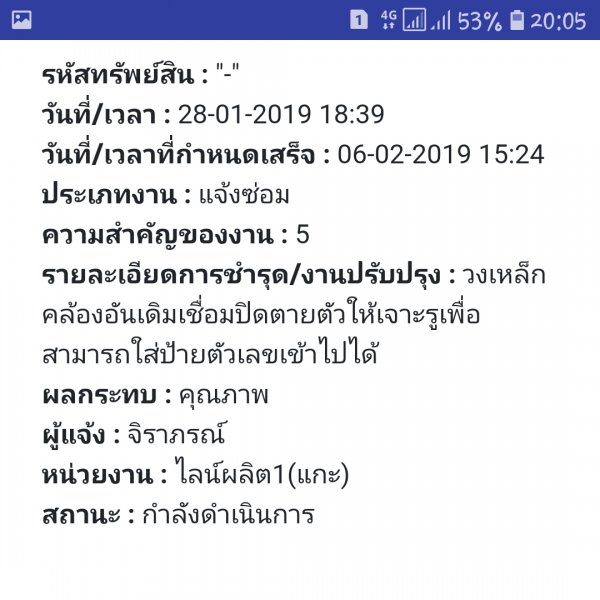 1 4G 53% 20:05
รหัสทรัพย์สิน : "-"
วันที่/เวลา : 28-01-2019 18:39
วันที่/เวลาที่กำหนดเสร็จ : 06-02-2019 15:24
ประเภทงาน : แจ้งซ่อม
ความสำคัญของงาน : 5
รายละเอียดการชำรุด/งานปรับปรุง : วงเหล็ก
คล้องอันเดิมเชื่อมปิดตายตัวให้เจาะรูเพื่อ
สามารถใส่ป้ายตัวเลขเข้าไปได้
ผลกระทบ : คุณภาพ
ผู้แจ้ง : จิราภรณ์
หน่วยงาน : ไลน์ผลิต1(แกะ)
สถานะ : กำลังดำเนินการ